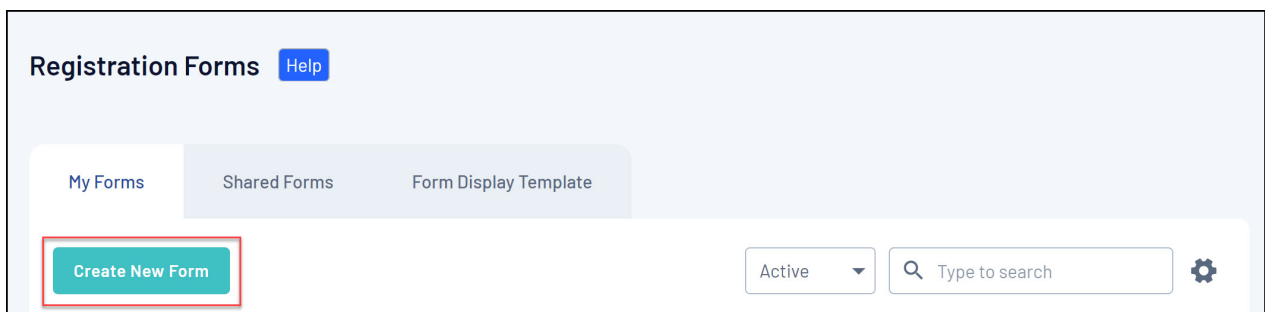 Registration Forms Help
My Forms Shared Forms Form Display Template
Create New Form Active Type to search